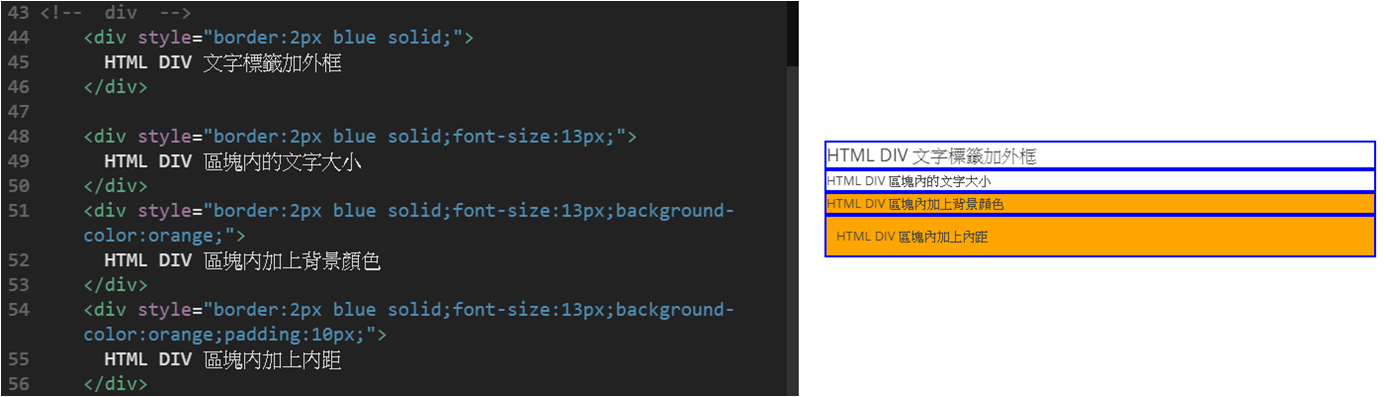 43 <!--  div  -->
44 <div style="border:2px blue solid;">
45 HTML DIV 文字標籤加外框
46 </div>
47
48 <div style="border:2px blue solid;font-size:13px;">
49 HTML DIV 區塊內的文字大小
50 </div>
51 <div style="border:2px blue solid;font-size:13px;background-
color:orange;">
52 HTML DIV 區塊內加上背景顏色
53 </div>
54 <div style="border:2px blue solid;font-size:13px;background-
color:orange;padding:10px;">
55 HTML DIV 區塊內加上內距
56 </div>
HTML DIV 文字標籤加外框
HTML DIV 區塊內的文字大小
HTML DIV 區塊內加上背景顏色
HTML DIV 區塊內加上內距